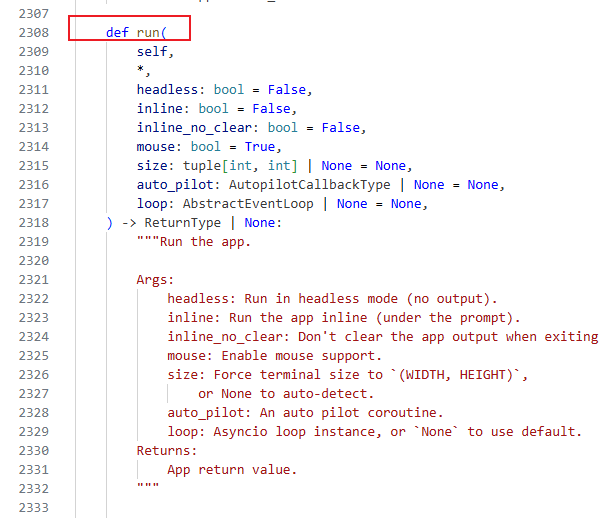 2307
2308 def run(
2309 self,
2310 *,
2311 headless: bool = False,
2312 inline: bool = False,
2313 inline_no_clear: bool = False,
2314 mouse: bool = True,
2315 size: tuple[int, int] | None = None,
2316 auto_pilot: AutopilotCallbackType | None = None,
2317 loop: AbstractEventLoop | None = None,
2318 ) -> ReturnType | None:
2319 """Run the app.
2320
2321 Args:
2322 headless: Run in headless mode (no output).
2323 inline: Run the app inline (under the prompt).
2324 inline_no_clear: Don't clear the app output when exiting
2325 mouse: Enable mouse support.
2326 size: Force terminal size to `(WIDTH, HEIGHT)`,
2327 or None to auto-detect.
2328 auto_pilot: An auto pilot coroutine.
2329 loop: Asyncio loop instance, or `None` to use default.
2330 Returns:
2331 App return value.
2332 """
2333